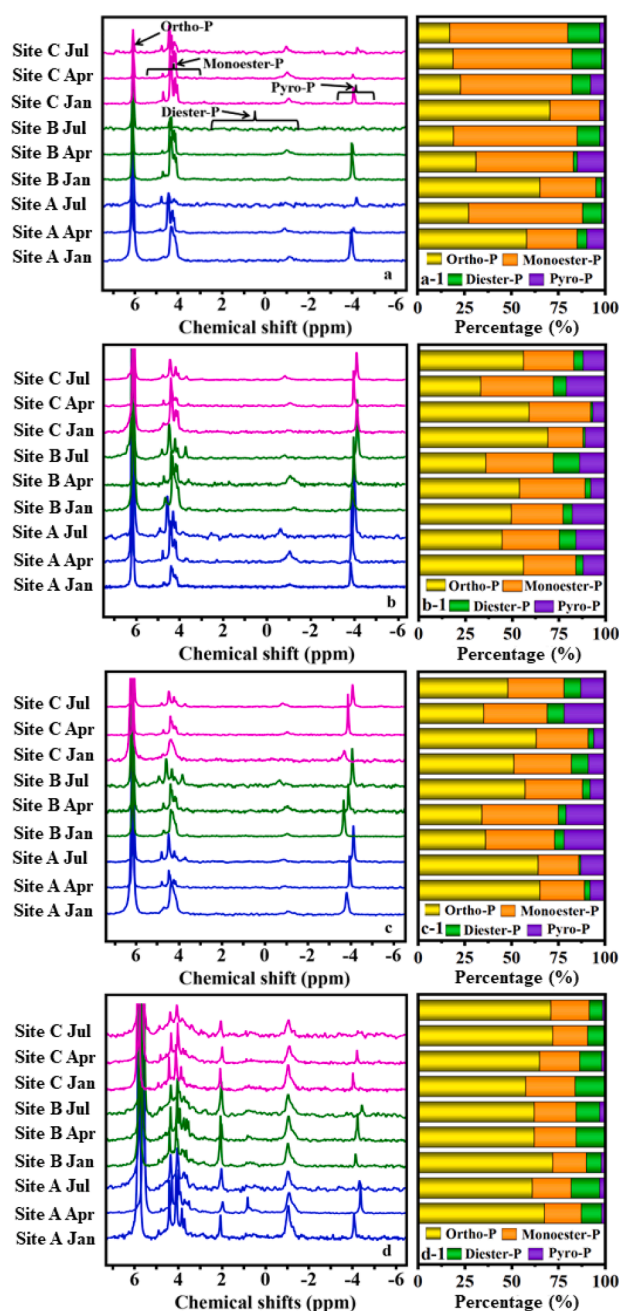 Ortho-P
Site C Jul
Monoester-P
Site C Apr
Pyro-P
Site C Jan
Diester-P
Site B Jul
Site B Apr
Site B Jan
Site A Jul
Site A Apr
Site A Jan
a
6 4 2 0 -2 -4 -6
Chemical shift (ppm)
Ortho-P Monoester-P
a-1 Diester-P Pyro-P
0 25 50 75 100
Percentage (%)
Site C Jul
Site C Apr
Site C Jan
Site B Jul
Site B Apr
Site B Jan
Site A Jul
Site A Apr
Site A Jan
b
6 4 2 0 -2 -4 -6
Chemical shift (ppm)
Ortho-P Monoester-P
b-1 Diester-P Pyro-P
0 25 50 75 100
Percentage (%)
Site C Jul
Site C Apr
Site C Jan
Site B Jul
Site B Apr
Site B Jan
Site A Jul
Site A Apr
Site A Jan
c
6 4 2 0 -2 -4 -6
Chemical shift (ppm)
Ortho-P Monoester-P
c-1 Diester-P Pyro-P
0 25 50 75 100
Percentage (%)
Site C Jul
Site C Apr
Site C Jan
Site B Jul
Site B Apr
Site B Jan
Site A Jul
Site A Apr
Site A Jan
d
6 4 2 0 -2 -4 -6
Chemical shifts (ppm)
Ortho-P Monoester-P
d-1 Diester-P Pyro-P
0 25 50 75 100
Percentage (%)